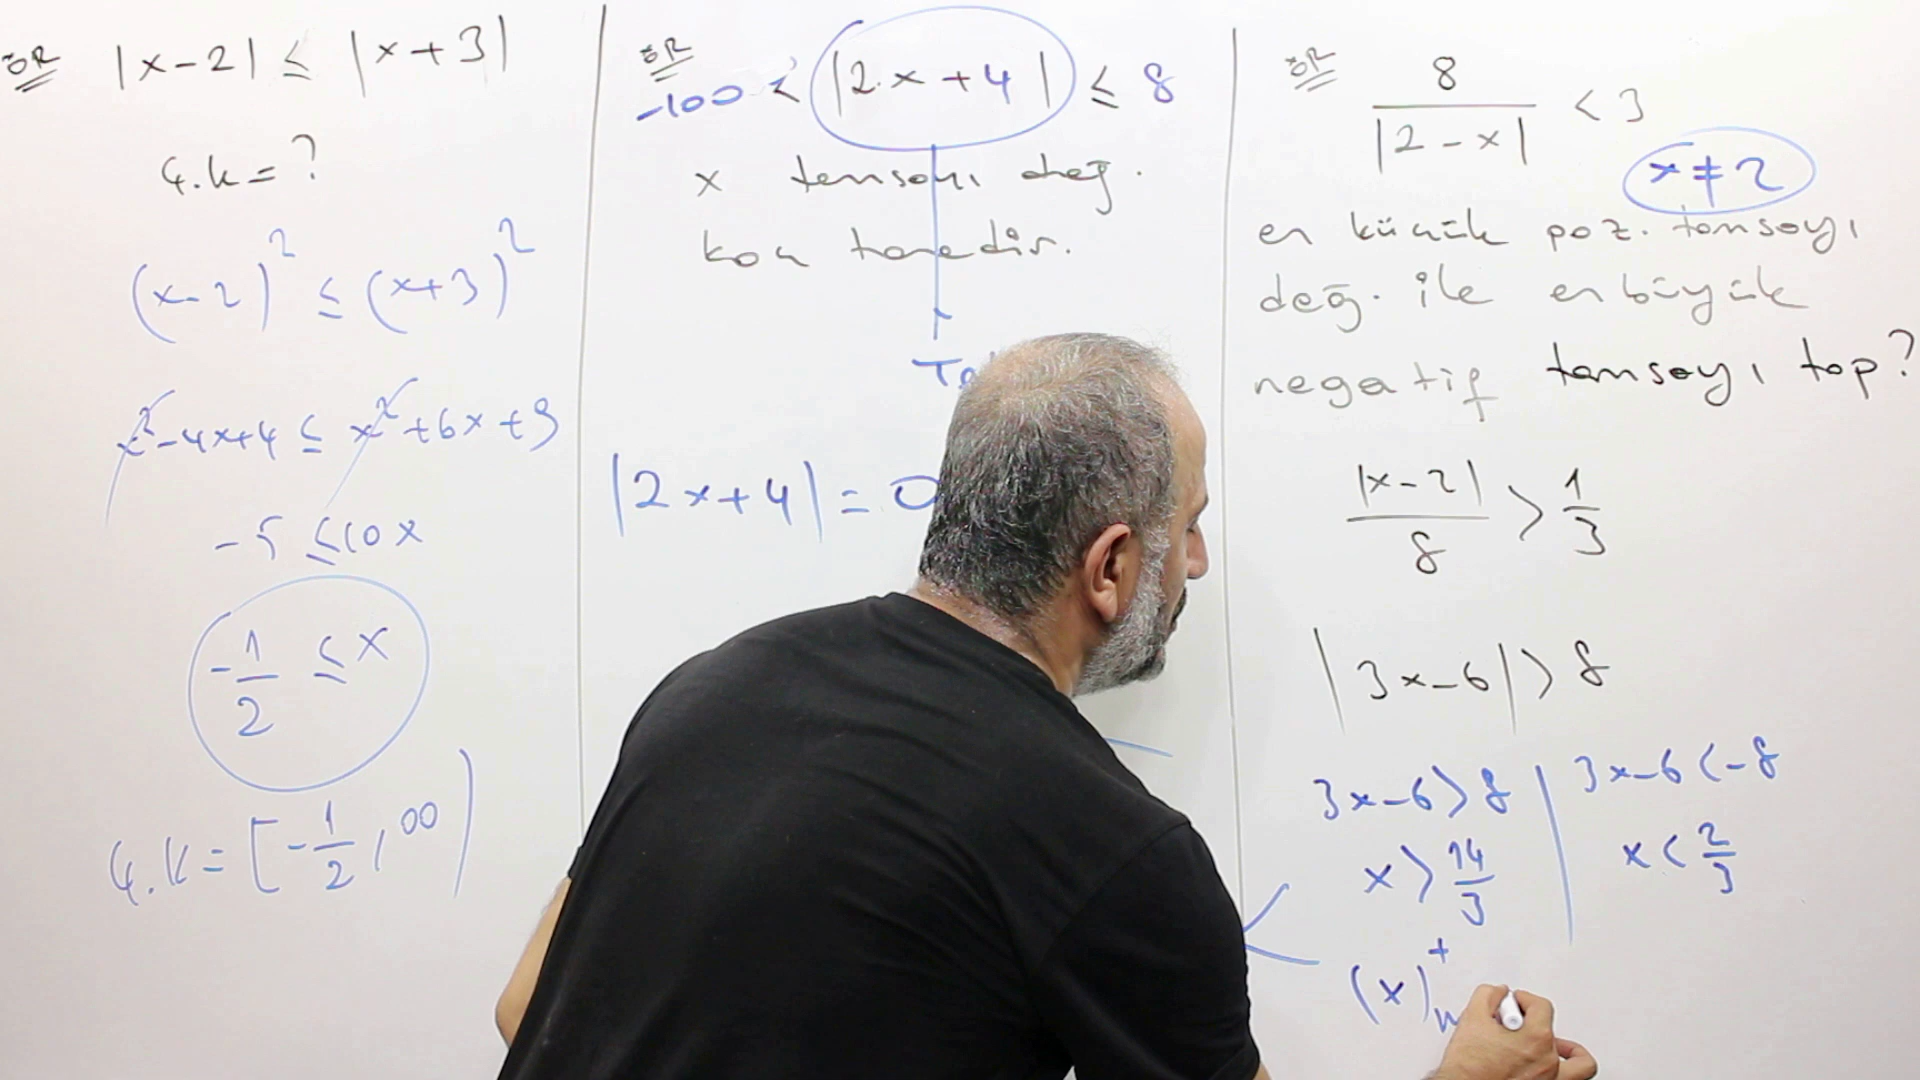 ÖR |x-2| ≤ |x+3|
Ç.K=?
(x-2)² ≤ (x+3)²
x²-4x+4 ≤ x²+6x+9
-5 ≤ 10x
-1/2 ≤ x
Ç.K = [-1/2, ∞)
ÖR
-100 < |2.x+4| ≤ 8
x tamsayı değ.
kaç tanedir.
|2x+4| = 0
ÖR 8/|2-x| < 3
x ≠ 2
en küçük poz. tamsayı
değ. ile en büyük
negatif tamsayı top?
|x-2|/8 > 1/3
|3x-6| > 8
3x-6 > 8 | 3x-6 < -8
x > 14/3 | x < 2/3
(x)⁺